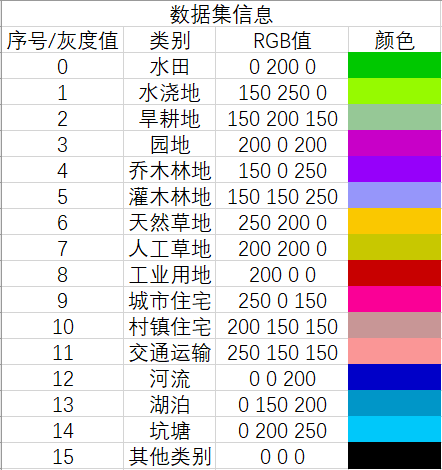 数据集信息
序号/灰度值 类别 RGB值 颜色
0 水田 0 200 0
1 水浇地 150 250 0
2 旱耕地 150 200 150
3 园地 200 0 200
4 乔木林地 150 0 250
5 灌木林地 150 150 250
6 天然草地 250 200 0
7 人工草地 200 200 0
8 工业用地 200 0 0
9 城市住宅 250 0 150
10 村镇住宅 200 150 150
11 交通运输 250 150 150
12 河流 0 0 200
13 湖泊 0 150 200
14 坑塘 0 200 250
15 其他类别 0 0 0